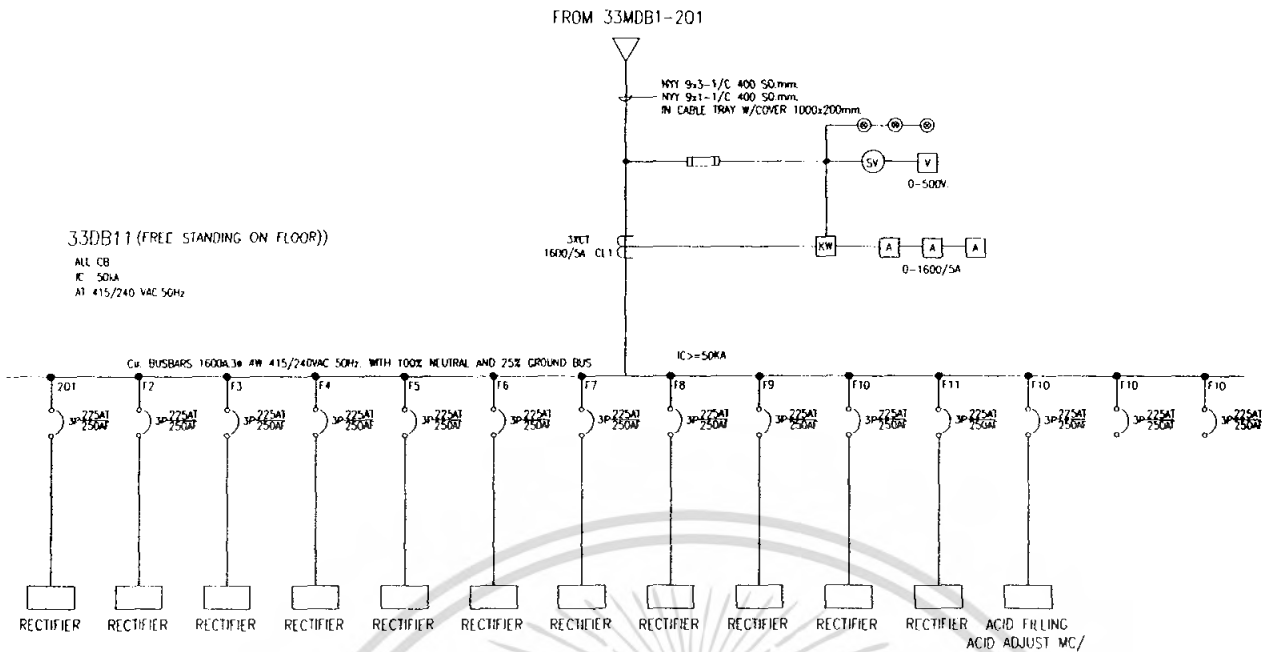 FROM 33MDB1-201
NYY 9x3-1/C 400 SQ.mm.
NYY 9x1-1/C 400 SQ.mm.
IN CABLE TRAY W/COVER 1000x200mm.
SV
V
0-500V.
33DB11 (FREE STANDING ON FLOOR))
ALL CB
IC 50kA
AT 415/240 VAC 50Hz
3xCT
1600/5A CL1
KW
A
A
A
0-1600/5A
Cu. BUSBARS 1600A.3ø 4W 415/240VAC 50Hz. WITH 100% NEUTRAL AND 25% GROUND BUS
IC>=50KA
201 F2 F3 F4 F5 F6 F7 F8 F9 F10 F11 F10 F10 F10
3P 225AT 3P 225AT 3P 225AT 3P 225AT 3P 225AT 3P 225AT 3P 225AT 3P 225AT 3P 225AT 3P 225AT 3P 225AT 3P 225AT 3P 225AT 3P 225AT
250AF 250AF 250AF 250AF 250AF 250AF 250AF 250AF 250AF 250AF 250AF 250AF 250AF 250AF
RECTIFIER RECTIFIER RECTIFIER RECTIFIER RECTIFIER RECTIFIER RECTIFIER RECTIFIER RECTIFIER RECTIFIER RECTIFIER ACID FILLING
ACID ADJUST MC/